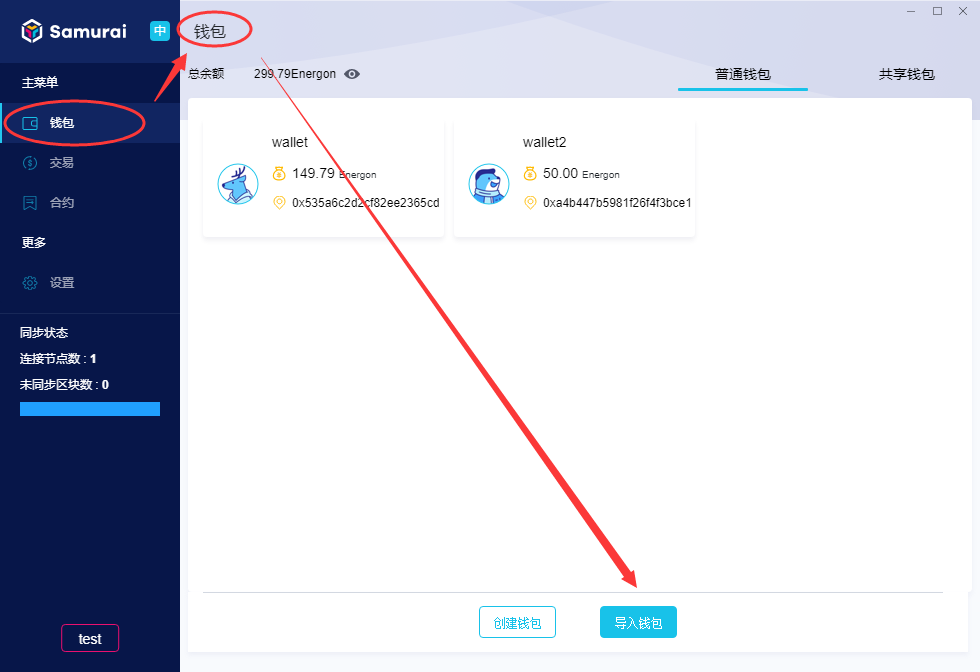 Samurai
中
主菜单
钱包
交易
合约
更多
设置
同步状态
连接节点数 : 1
未同步区块数 : 0
test
钱包
总余额 299.79Energon
普通钱包 共享钱包
wallet
149.79 Energon
0x535a6c2d2cf82ee2365cd
wallet2
50.00 Energon
0xa4b447b5981f26f4f3bce1
创建钱包 导入钱包